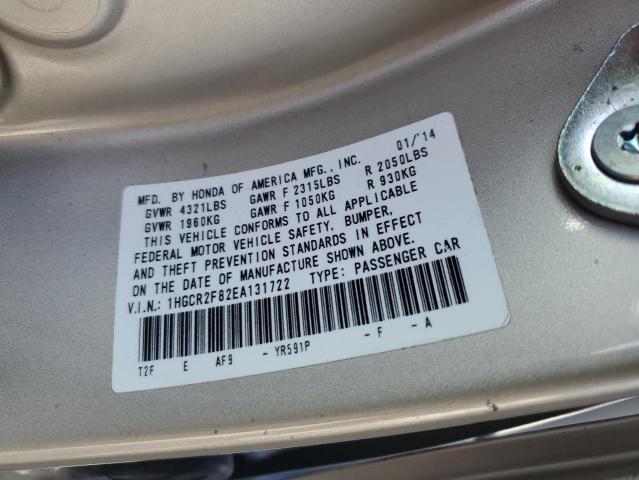 MFD. BY HONDA OF AMERICA MFG., INC. 01/'14
GVWR 4321LBS GAWR F 2315LBS R 2050LBS
GVWR 1960KG GAWR F 1050KG R 930KG
THIS VEHICLE CONFORMS TO ALL APPLICABLE
FEDERAL MOTOR VEHICLE SAFETY, BUMPER,
AND THEFT PREVENTION STANDARDS IN EFFECT
ON THE DATE OF MANUFACTURE SHOWN ABOVE.
V.I.N.: 1HGCR2F82EA131722 TYPE: PASSENGER CAR
T2F E AF9 - YR591P - F - A